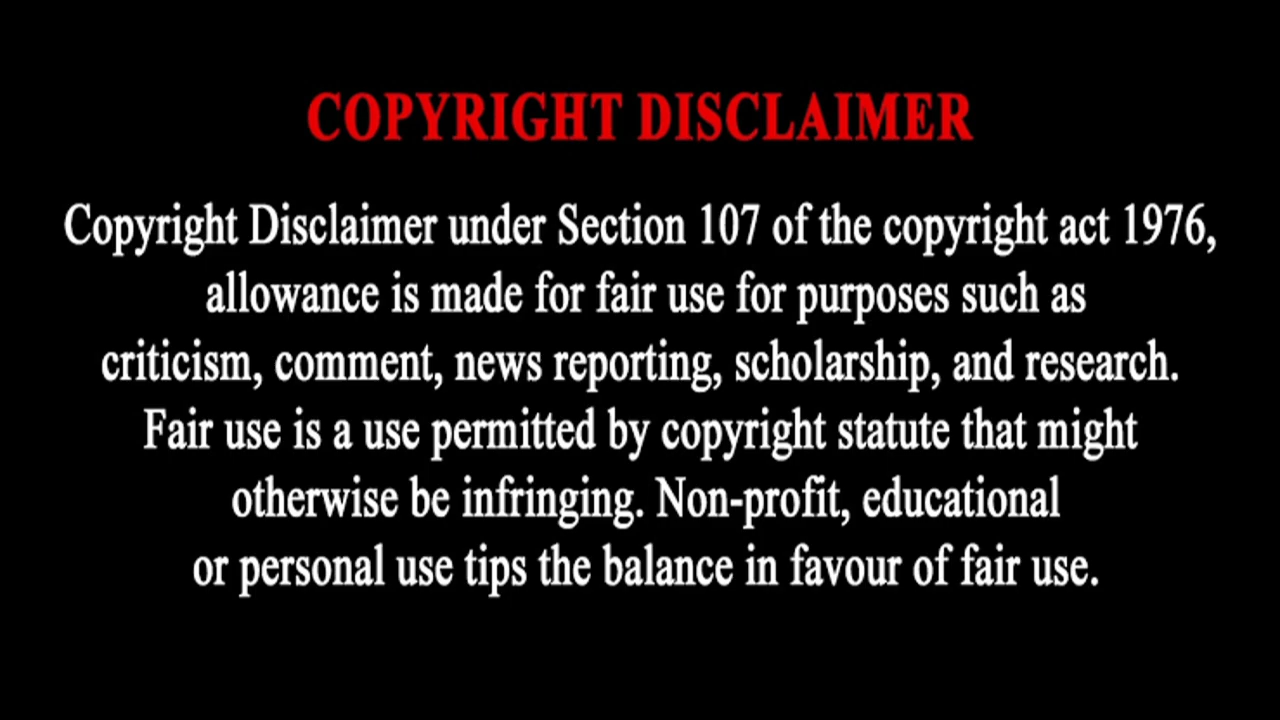 COPYRIGHT DISCLAIMER
Copyright Disclaimer under Section 107 of the copyright act 1976,
allowance is made for fair use for purposes such as
criticism, comment, news reporting, scholarship, and research.
Fair use is a use permitted by copyright statute that might
otherwise be infringing. Non-profit, educational
or personal use tips the balance in favour of fair use.